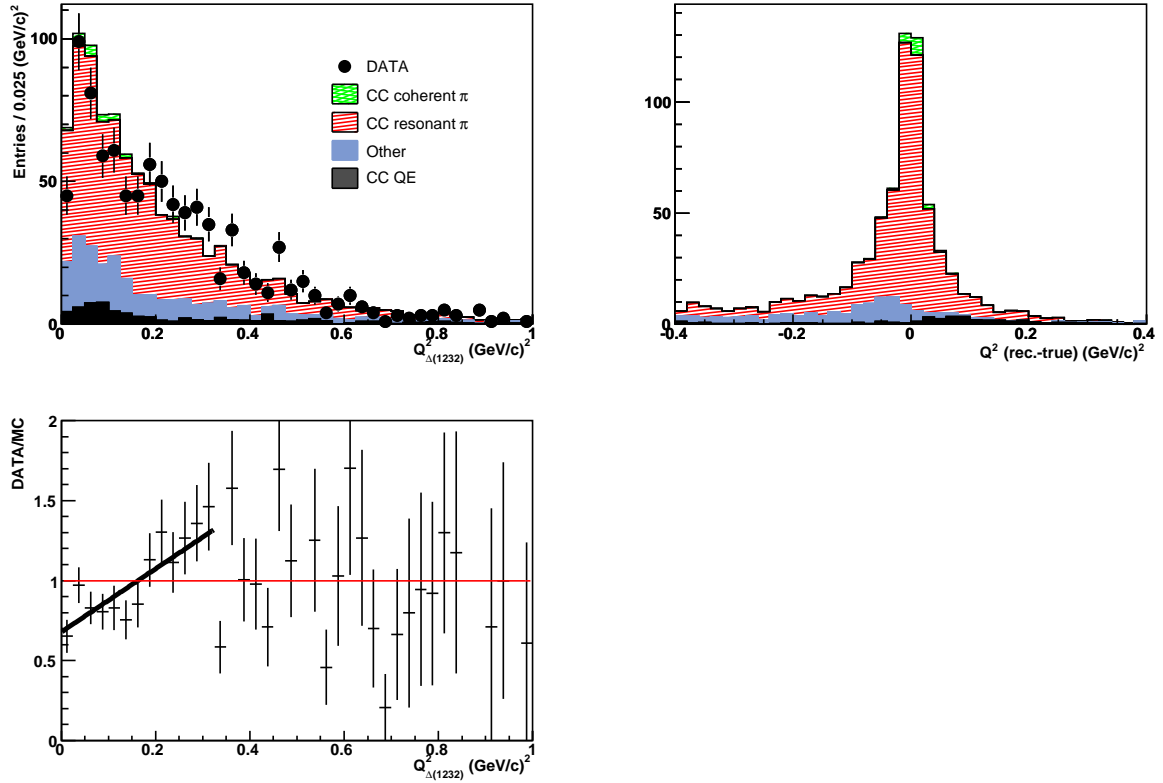 Entries / 0.025 (GeV/c)²
100
50
0
DATA
CC coherent π
CC resonant π
Other
CC QE
0 0.2 0.4 0.6 0.8 1
Q²Δ(1232) (GeV/c)²
100
50
0
-0.4 -0.2 0 0.2 0.4
Q² (rec.-true) (GeV/c)²
DATA/MC
2
1.5
1
0.5
0
0 0.2 0.4 0.6 0.8 1
Q²Δ(1232) (GeV/c)²